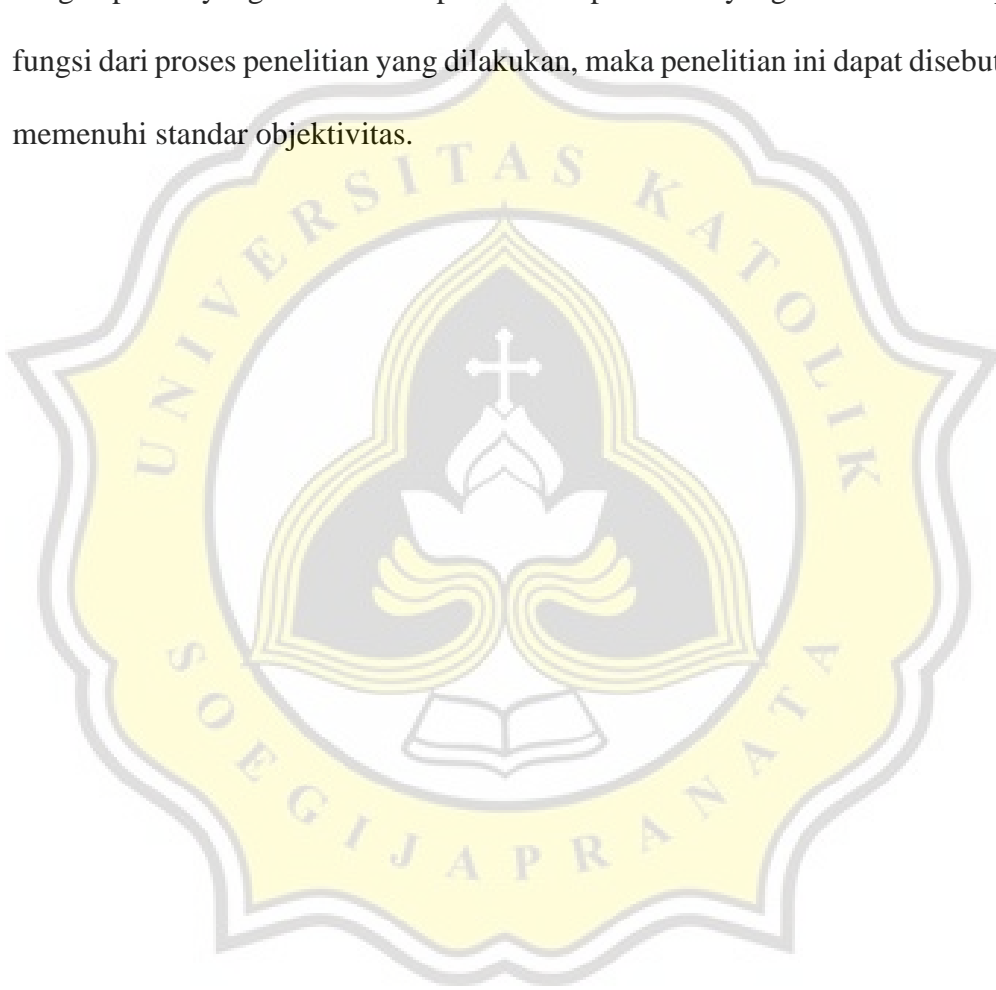 fungsi dari proses penelitian yang dilakukan, maka penelitian ini dapat disebut
memenuhi standar objektivitas.
UNIVERSITAS KATOLIK
SOEGIJAPRANATA